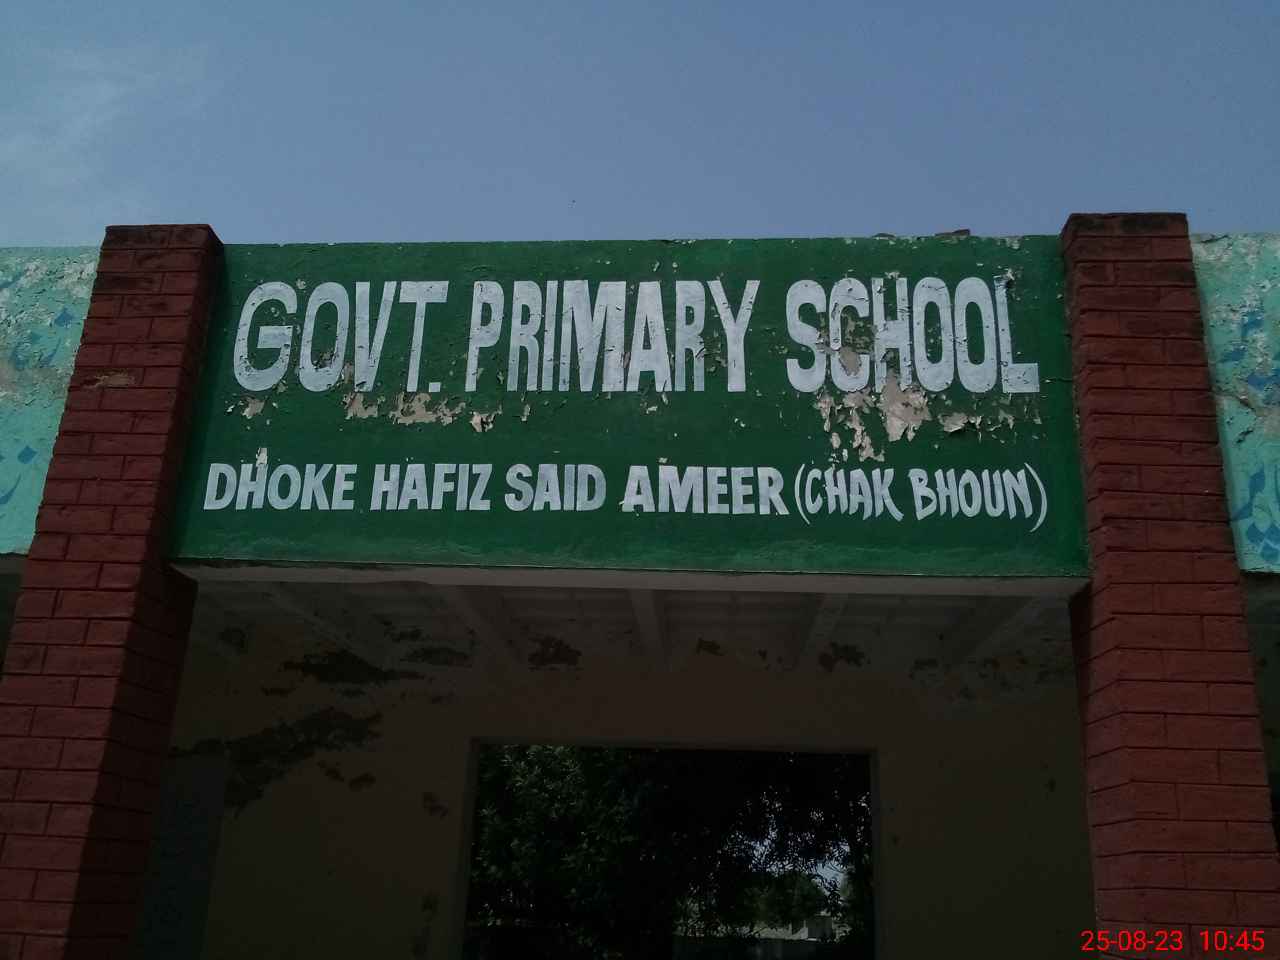 GOVT. PRIMARY SCHOOL
DHOKE HAFIZ SAID AMEER (CHAK BHOUN)
25-08-23 10:45